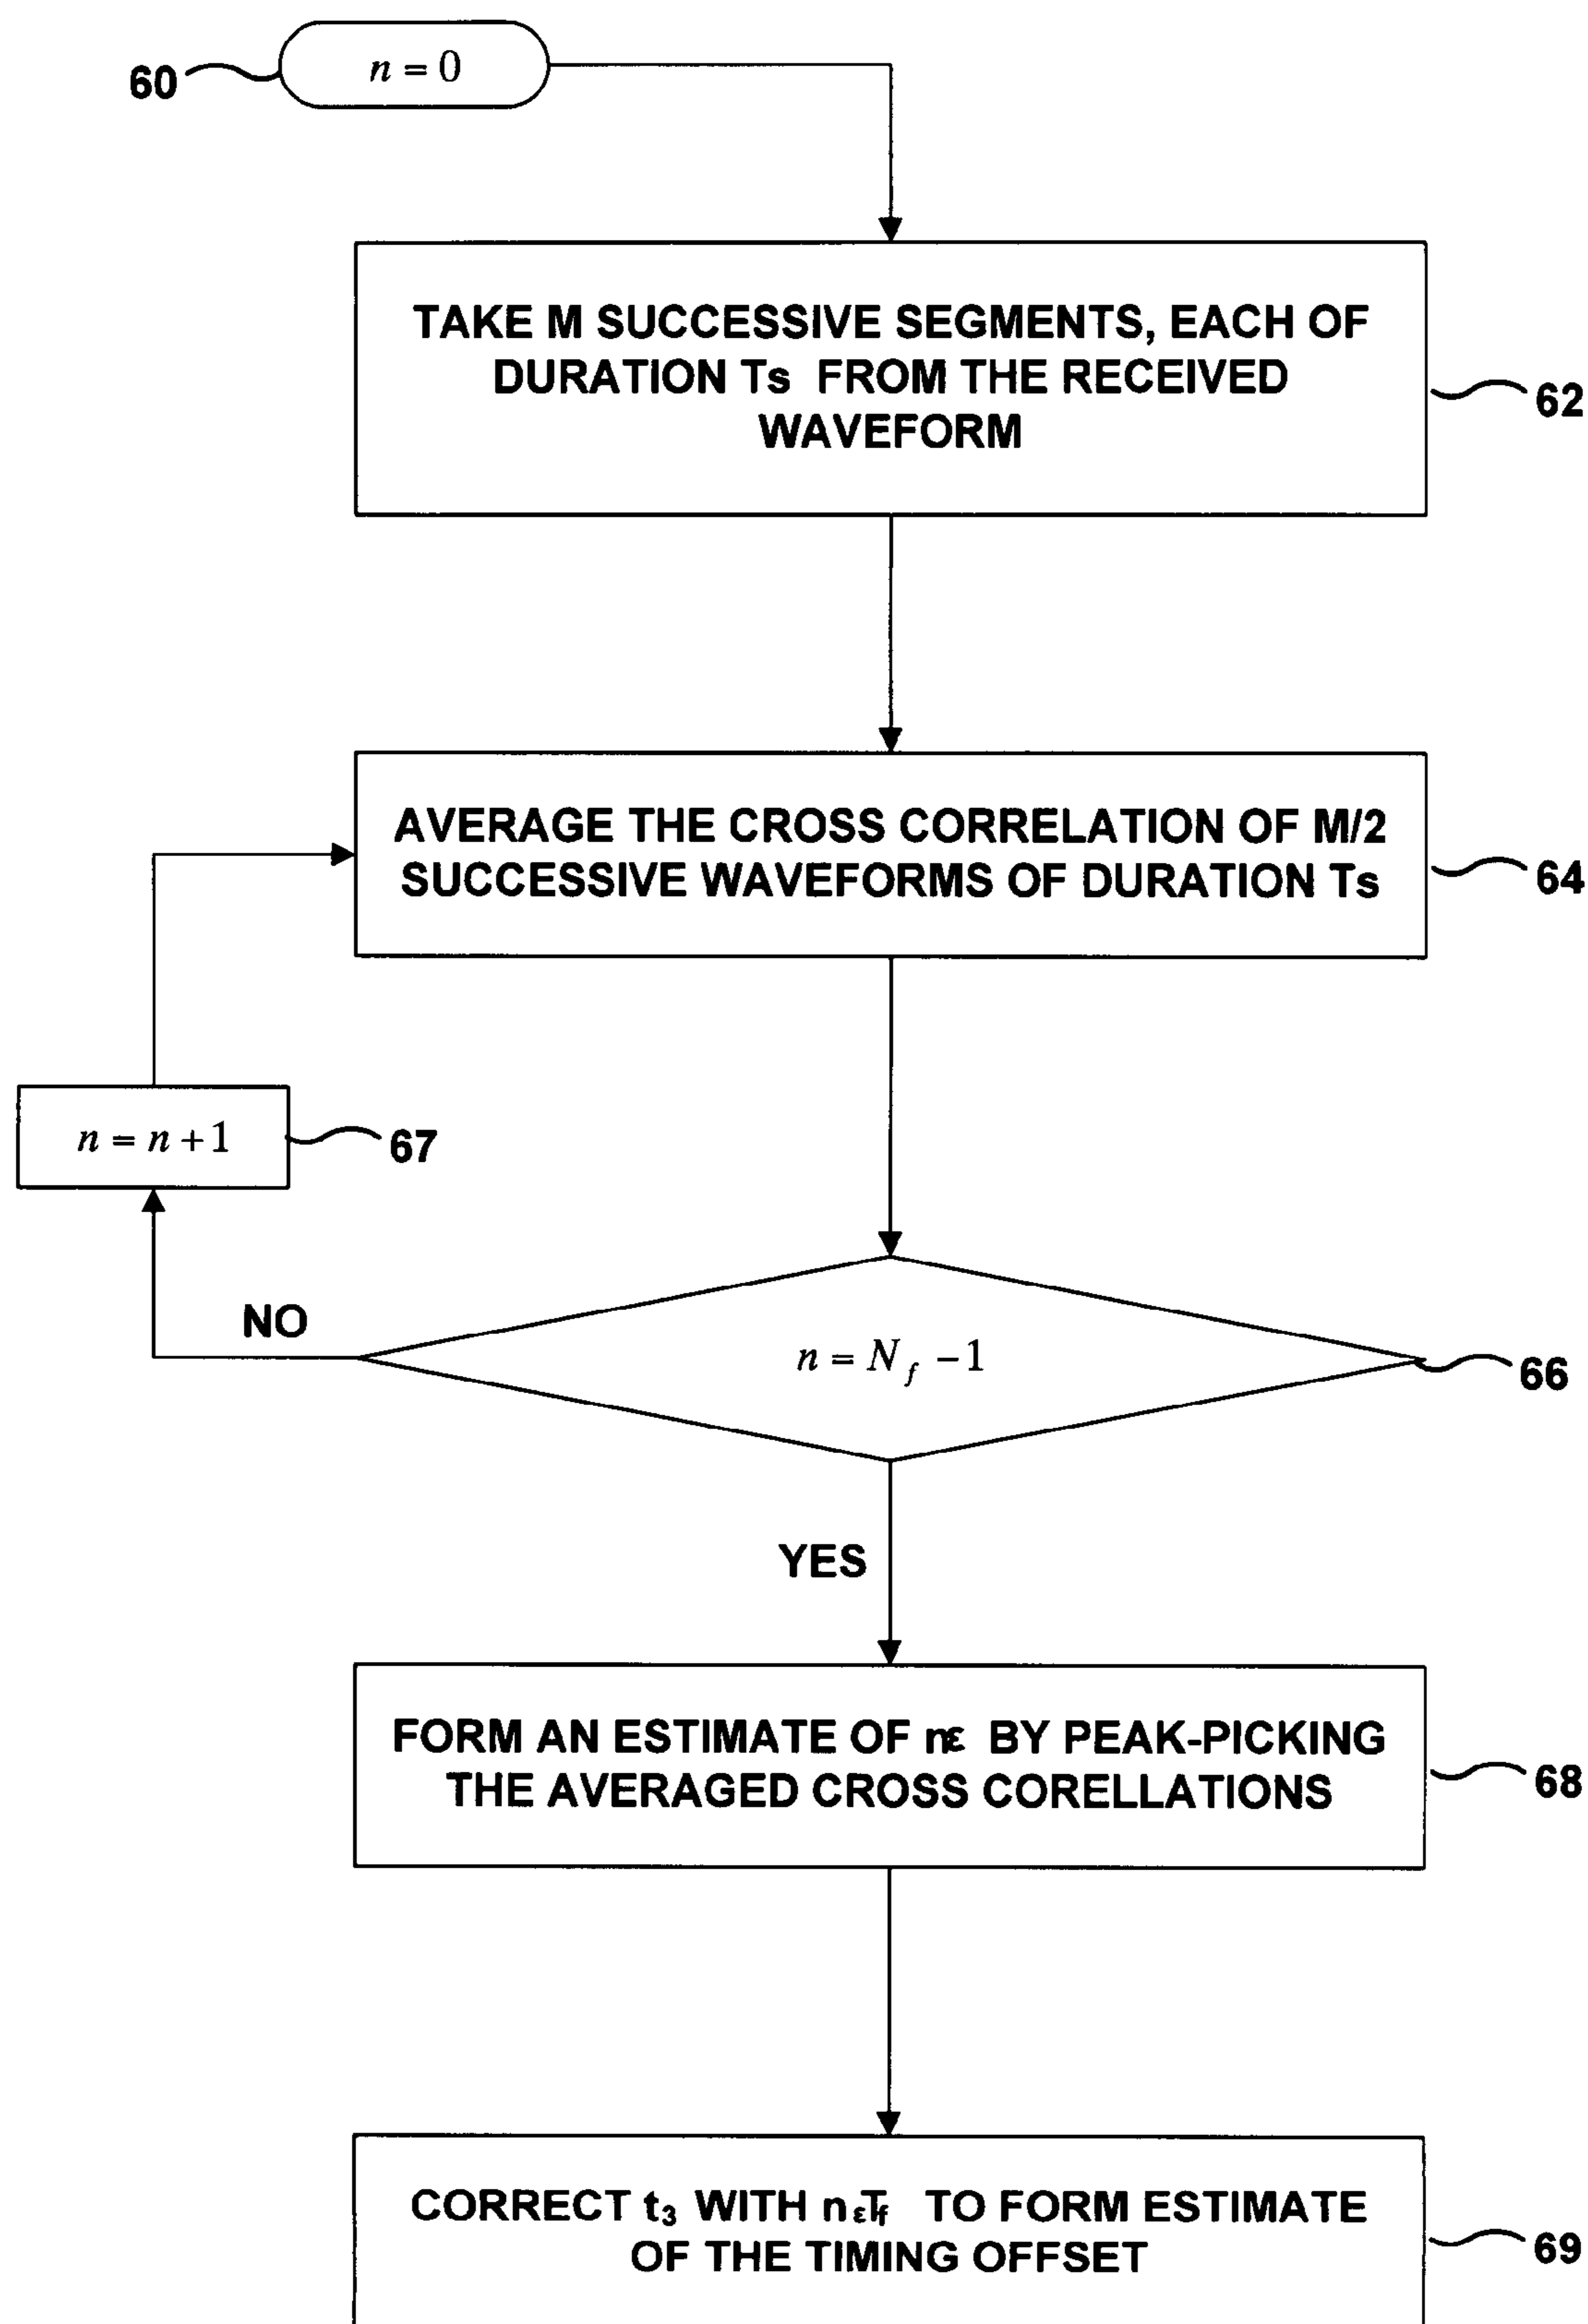 60
n = 0
TAKE M SUCCESSIVE SEGMENTS, EACH OF
DURATION Ts FROM THE RECEIVED
WAVEFORM
62
AVERAGE THE CROSS CORRELATION OF M/2
SUCCESSIVE WAVEFORMS OF DURATION Ts
64
n = n + 1
67
NO
n = N_f - 1
66
YES
FORM AN ESTIMATE OF nε BY PEAK-PICKING
THE AVERAGED CROSS CORELLATIONS
68
CORRECT t₃ WITH nεTf TO FORM ESTIMATE
OF THE TIMING OFFSET
69